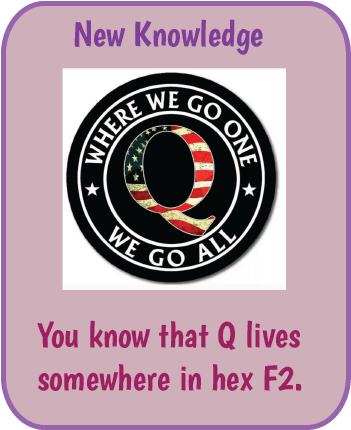 New Knowledge
WHERE WE GO ONE
Q
WE GO ALL
You know that Q lives
somewhere in hex F2.